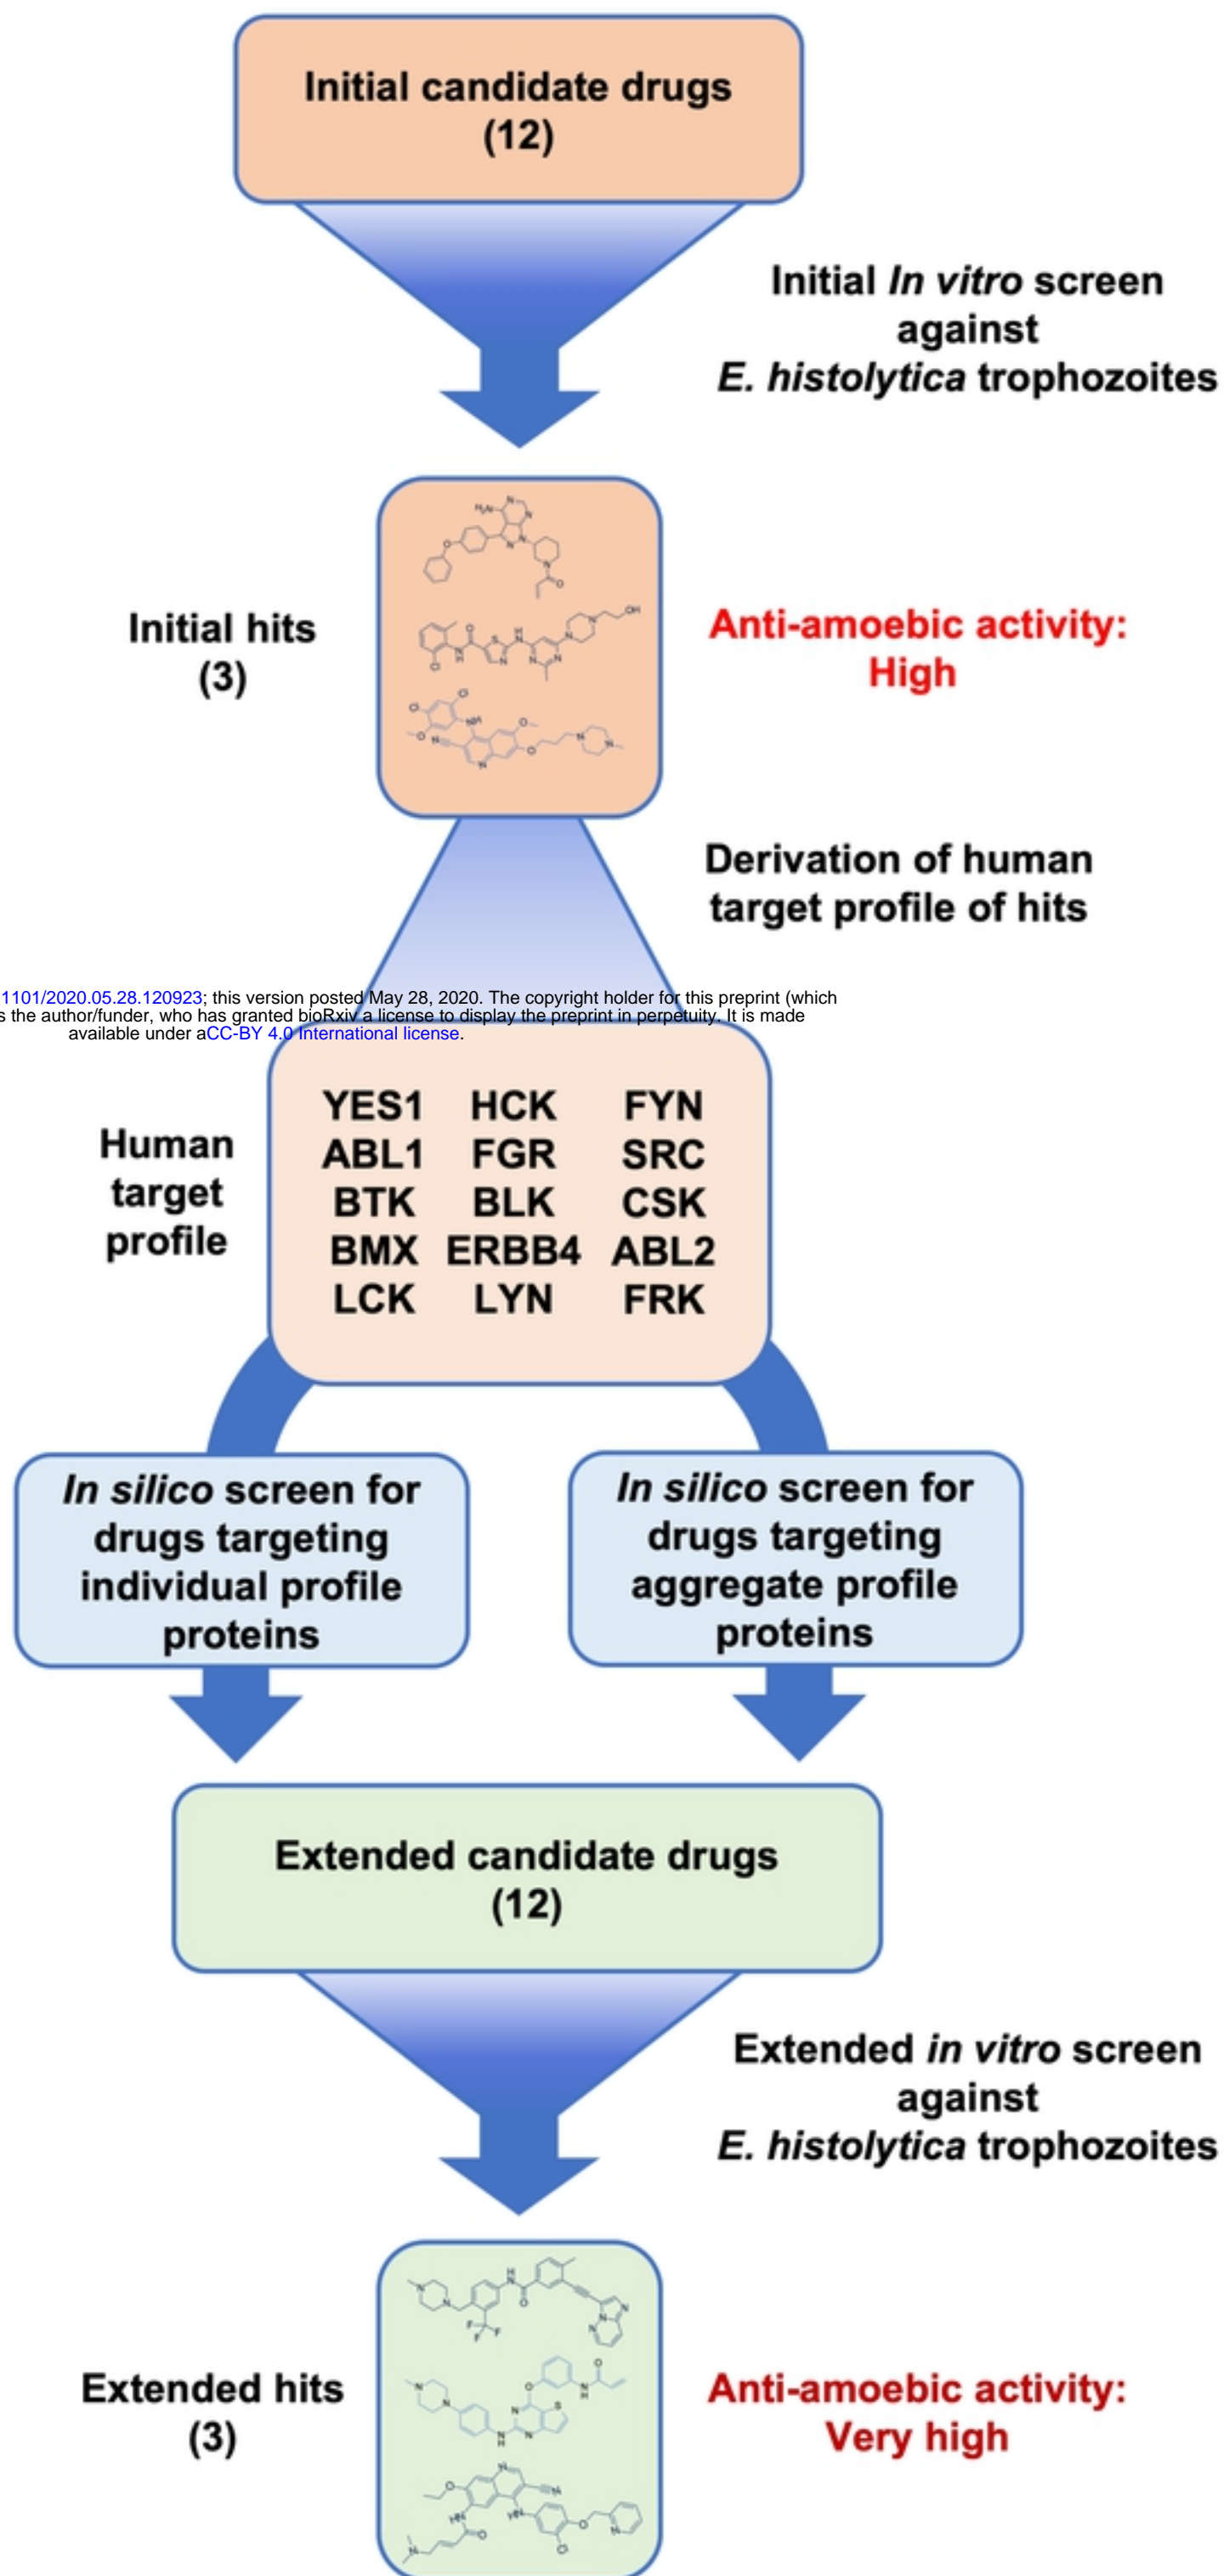 Initial candidate drugs
(12)
Initial In vitro screen
against
E. histolytica trophozoites
Initial hits
(3)
Anti-amoebic activity:
High
Derivation of human
target profile of hits
1101/2020.05.28.120923; this version posted May 28, 2020. The copyright holder for this preprint (which
s the author/funder, who has granted bioRxiv a license to display the preprint in perpetuity. It is made
available under aCC-BY 4.0 International license.
Human
target
profile
YES1 HCK FYN
ABL1 FGR SRC
BTK BLK CSK
BMX ERBB4 ABL2
LCK LYN FRK
In silico screen for
drugs targeting
individual profile
proteins
In silico screen for
drugs targeting
aggregate profile
proteins
Extended candidate drugs
(12)
Extended in vitro screen
against
E. histolytica trophozoites
Extended hits
(3)
Anti-amoebic activity:
Very high